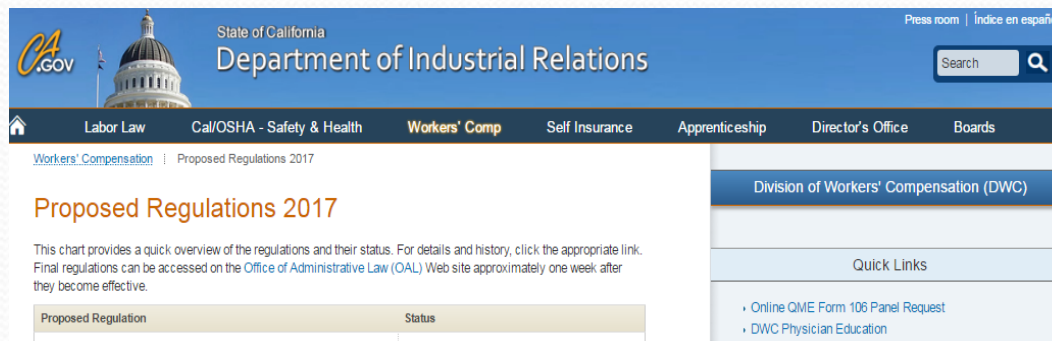 Press room | Índice en españ
CA
.GOV
State of California
Department of Industrial Relations
Search
Labor Law Cal/OSHA - Safety & Health Workers' Comp Self Insurance Apprenticeship Director's Office Boards
Workers' Compensation | Proposed Regulations 2017
Proposed Regulations 2017
This chart provides a quick overview of the regulations and their status. For details and history, click the appropriate link.
Final regulations can be accessed on the Office of Administrative Law (OAL) Web site approximately one week after
they become effective.
Proposed Regulation Status
Division of Workers' Compensation (DWC)
Quick Links
Online QME Form 106 Panel Request
DWC Physician Education